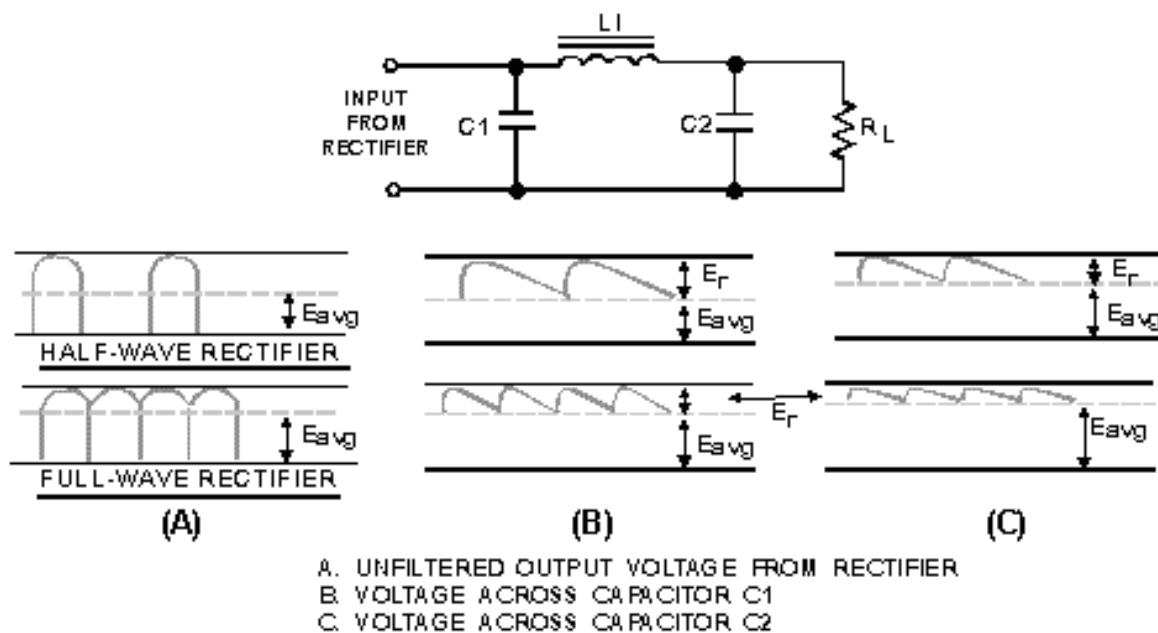 L1
INPUT
FROM
RECTIFIER
C1
C2
RL
Eavg
HALF-WAVE RECTIFIER
Eavg
FULL-WAVE RECTIFIER
(A)
Er
Eavg
Er
Eavg
(B)
Er
Eavg
Eavg
(C)
A. UNFILTERED OUTPUT VOLTAGE FROM RECTIFIER
B. VOLTAGE ACROSS CAPACITOR C1
C. VOLTAGE ACROSS CAPACITOR C2